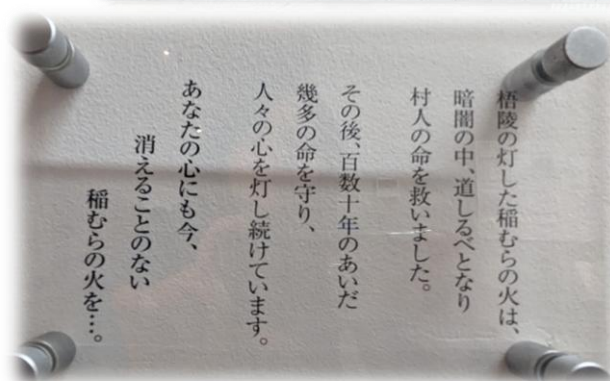 梧陵の灯した稲むらの火は、
暗闇の中、道しるべとなり
村人の命を救いました。
その後、百数十年のあいだ
幾多の命を守り、
人々の心を灯し続けています。
あなたの心にも今、
消えることのない
稲むらの火を…。